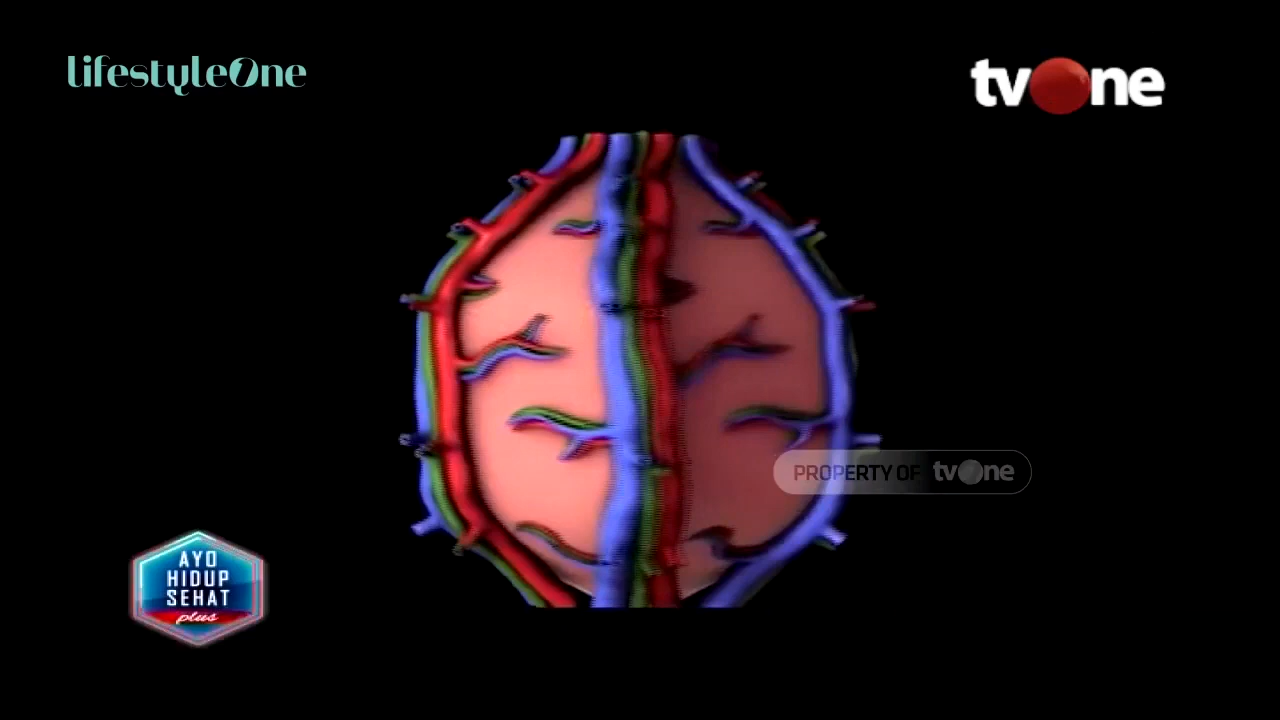 lifestyleOne
tvOne
PROPERTY OF tvOne
AYO
HIDUP
SEHAT
plus